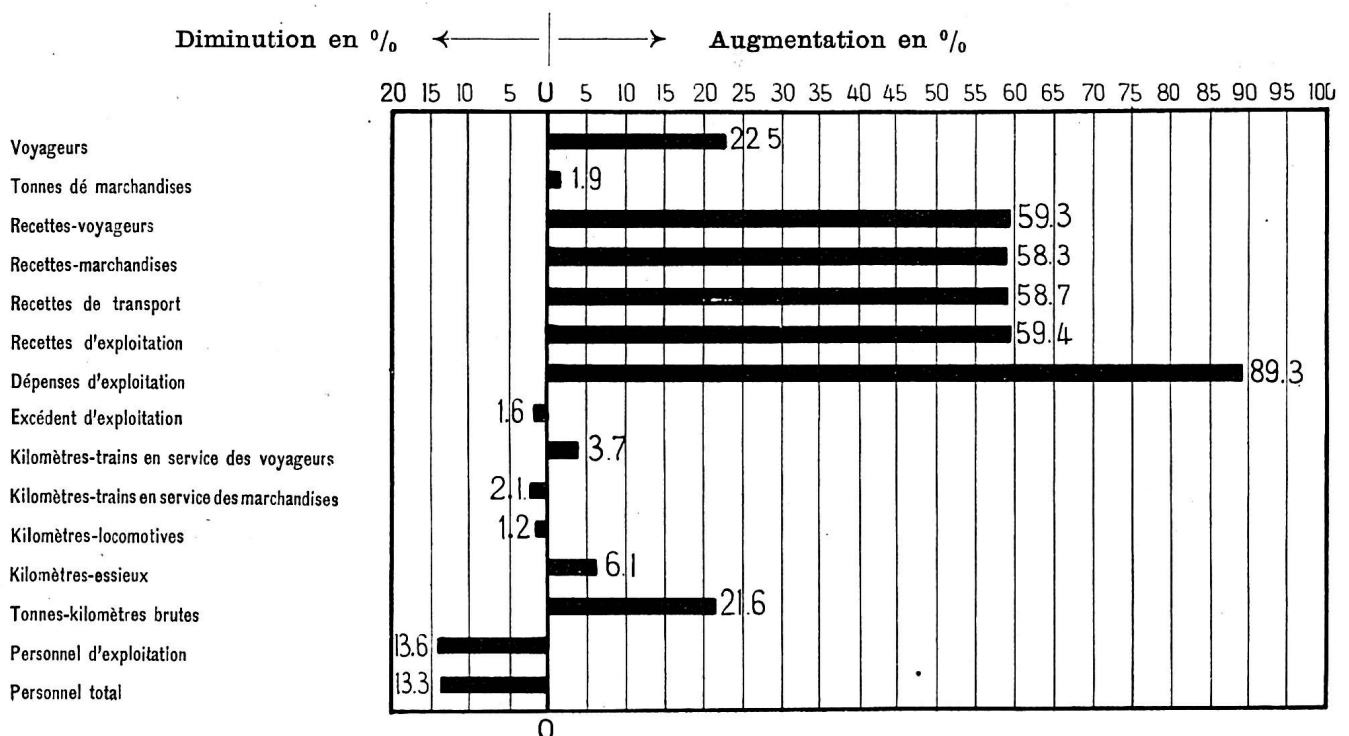 Diminution en % ← → Augmentation en %
20 15 10 5 0 5 10 15 20 25 30 35 40 45 50 55 60 65 70 75 80 85 90 95 100
Voyageurs 22.5
Tonnes dé marchandises 1.9
Recettes-voyageurs 59.3
Recettes-marchandises 58.3
Recettes de transport 58.7
Recettes d'exploitation 59.4
Dépenses d'exploitation 89.3
Excédent d'exploitation 1.6
Kilomètres-trains en service des voyageurs 3.7
Kilomètres-trains en service des marchandises 2.1
Kilomètres-locomotives 1.2
Kilomètres-essieux 6.1
Tonnes-kilomètres brutes 21.6
Personnel d'exploitation 13.6
Personnel total 13.3
0